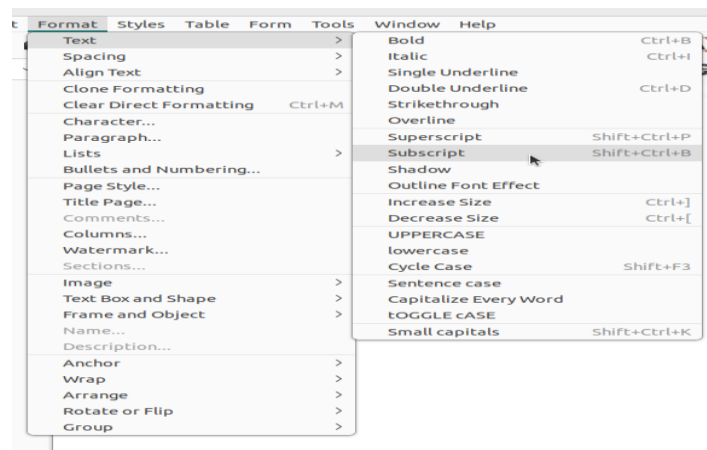 t Format Styles Table Form Tools Window Help
Text >
Spacing >
Align Text >
Clone Formatting
Clear Direct Formatting Ctrl+M
Character...
Paragraph...
Lists >
Bullets and Numbering...
Page Style...
Title Page...
Comments...
Columns...
Watermark...
Sections...
Image >
Text Box and Shape >
Frame and Object >
Name...
Description...
Anchor >
Wrap >
Arrange >
Rotate or Flip >
Group >
Bold Ctrl+B
Italic Ctrl+I
Single Underline
Double Underline Ctrl+D
Strikethrough
Overline
Superscript Shift+Ctrl+P
Subscript Shift+Ctrl+B
Shadow
Outline Font Effect
Increase Size Ctrl+]
Decrease Size Ctrl+[
UPPERCASE
lowercase
Cycle Case Shift+F3
Sentence case
Capitalize Every Word
tOGGLE cASE
Small capitals Shift+Ctrl+K